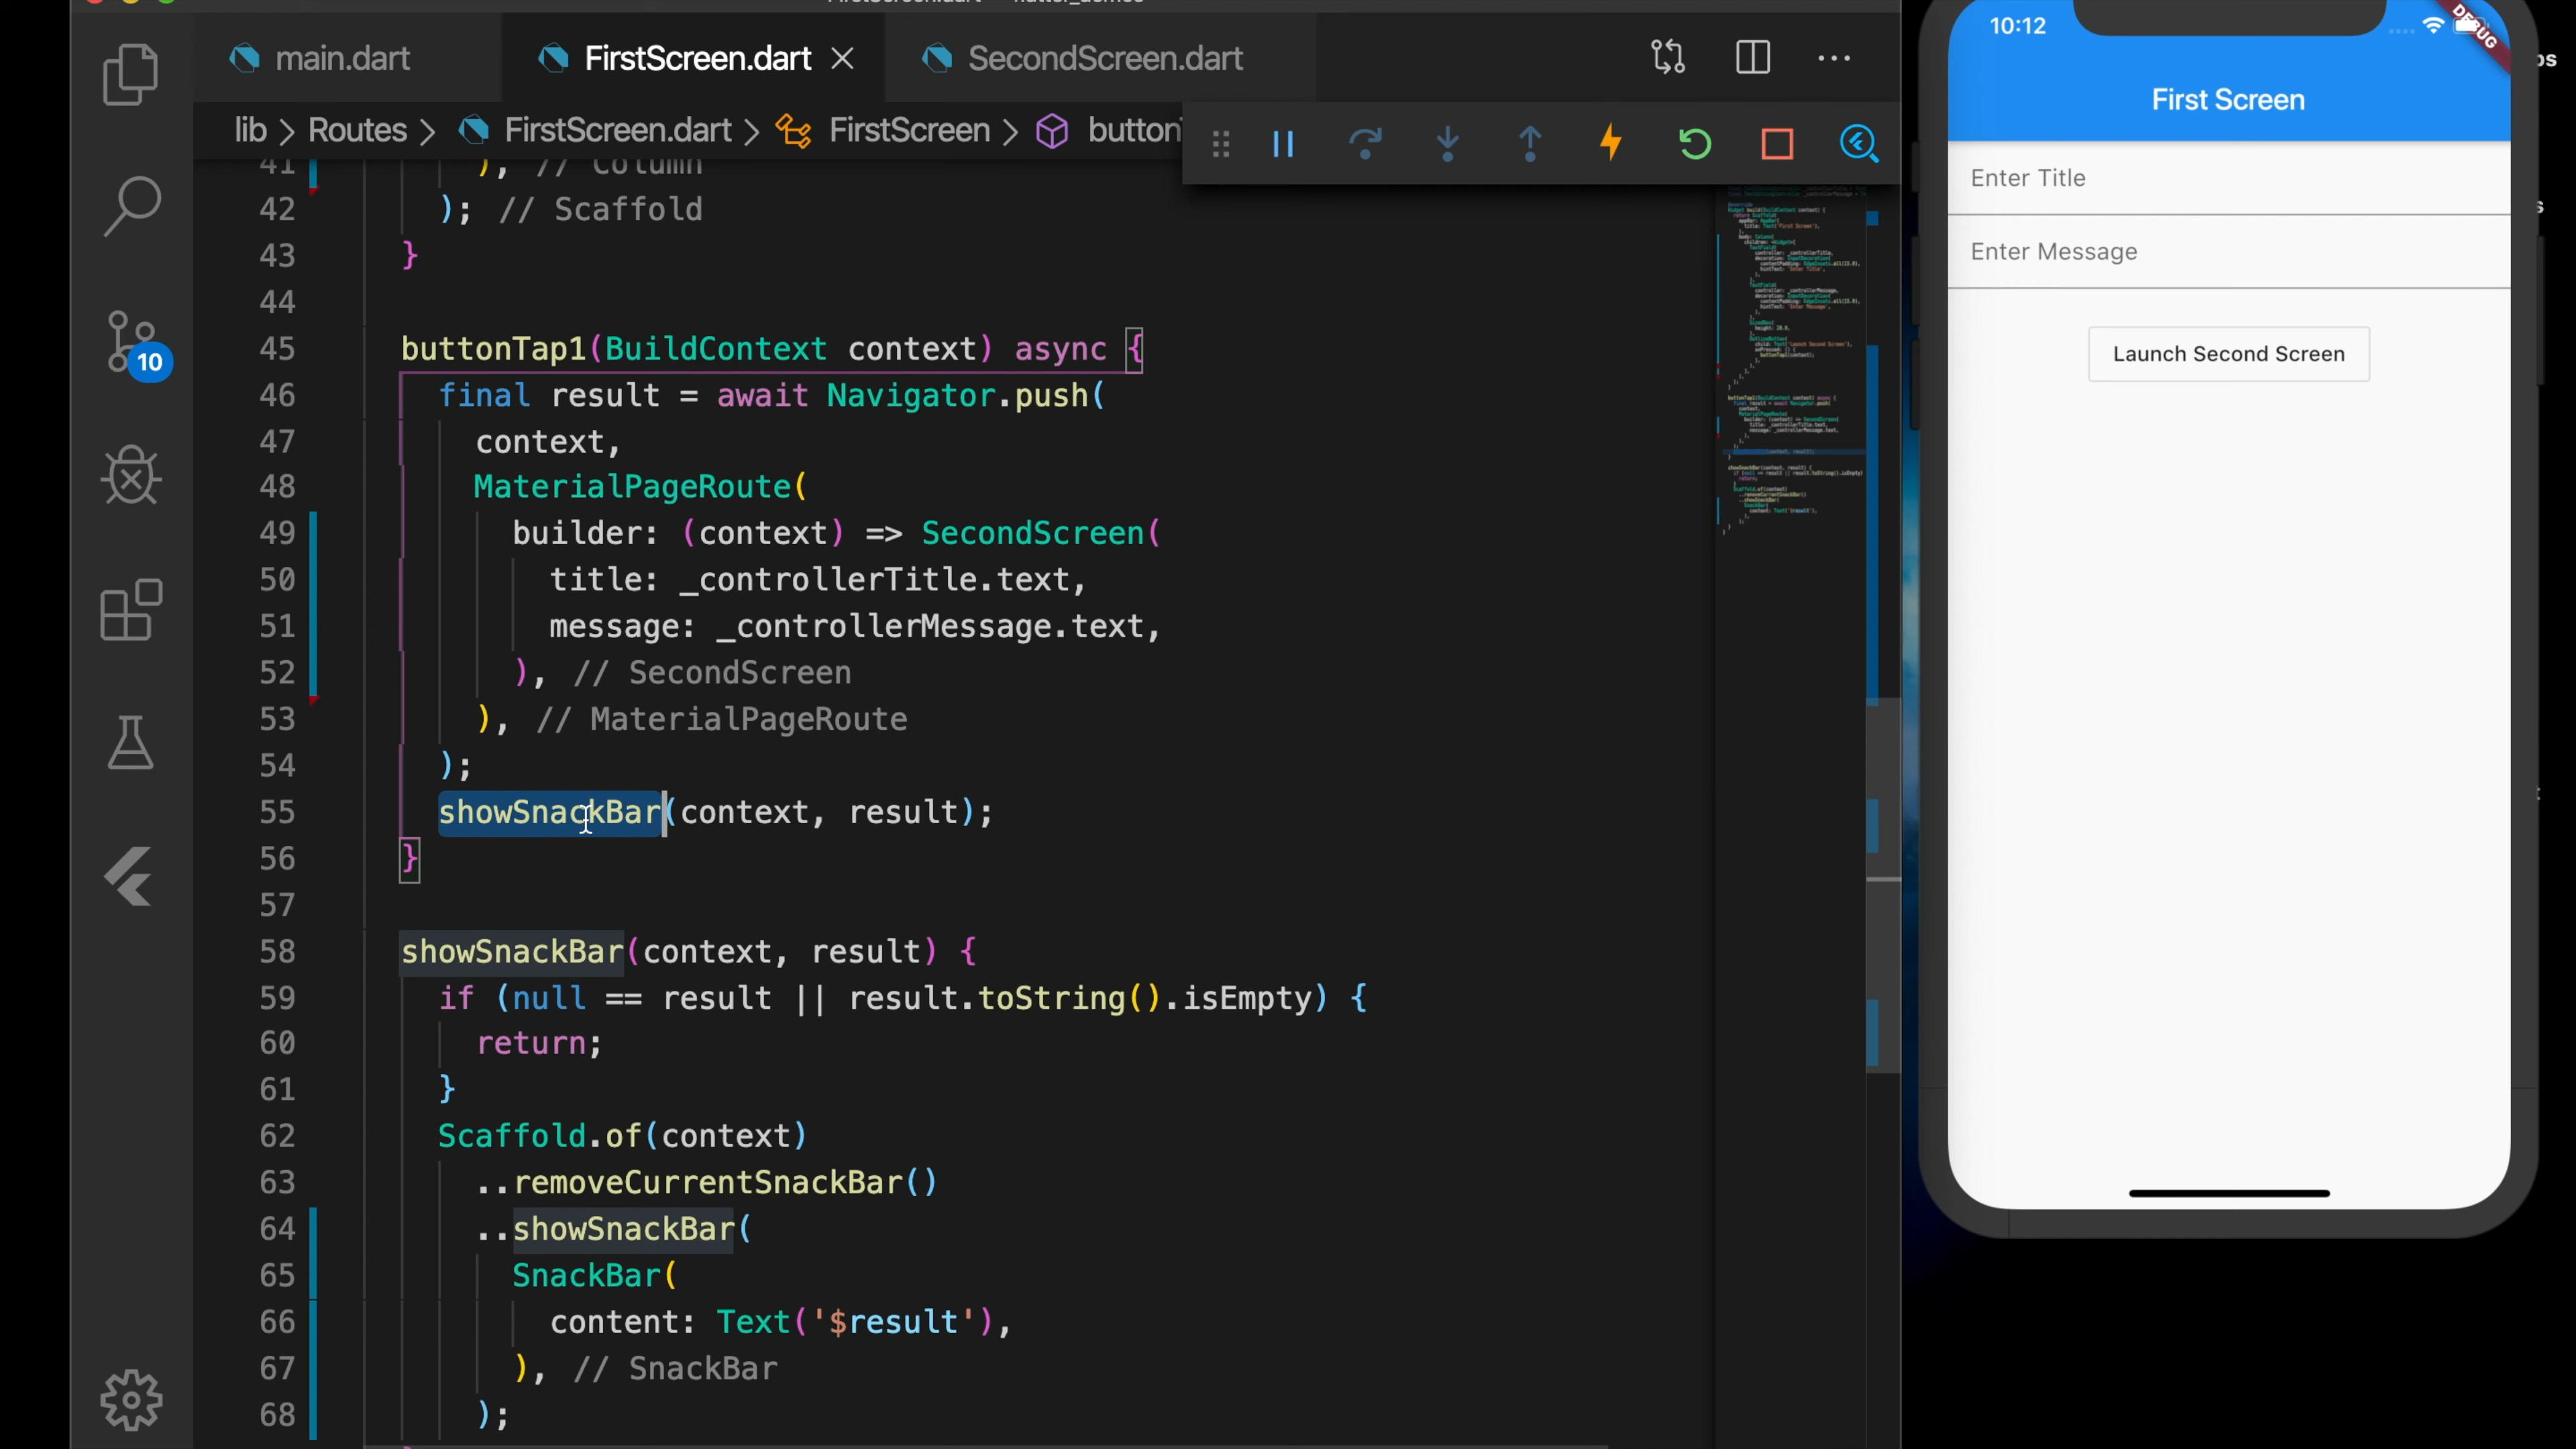 main.dart
FirstScreen.dart
SecondScreen.dart
lib > Routes > FirstScreen.dart > FirstScreen > button
41 ), // Column
42 ); // Scaffold
43 }
44
45 buttonTap1(BuildContext context) async {
46 final result = await Navigator.push(
47 context,
48 MaterialPageRoute(
49 builder: (context) => SecondScreen(
50 title: _controllerTitle.text,
51 message: _controllerMessage.text,
52 ), // SecondScreen
53 ), // MaterialPageRoute
54 );
55 showSnackBar(context, result);
56 }
57
58 showSnackBar(context, result) {
59 if (null == result || result.toString().isEmpty) {
60 return;
61 }
62 Scaffold.of(context)
63 ..removeCurrentSnackBar()
64 ..showSnackBar(
65 SnackBar(
66 content: Text('$result'),
67 ), // SnackBar
68 );
10
10:12
DEBUG
First Screen
Enter Title
Enter Message
Launch Second Screen